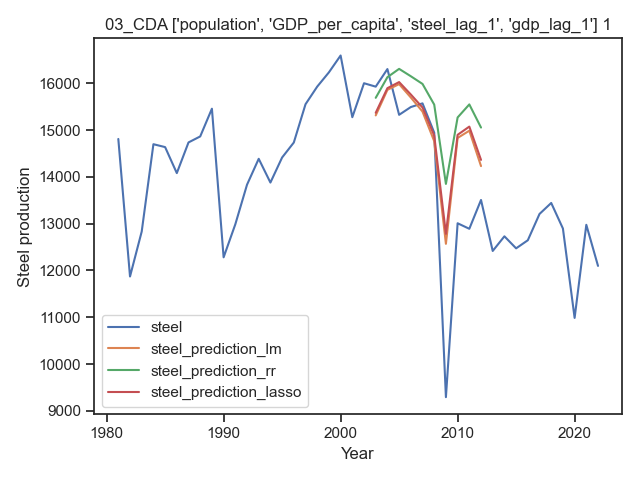 03_CDA ['population', 'GDP_per_capita', 'steel_lag_1', 'gdp_lag_1'] 1
16000
15000
14000
13000
12000
11000
10000
9000
Steel production
steel
steel_prediction_lm
steel_prediction_rr
steel_prediction_lasso
1980
1990
2000
2010
2020
Year